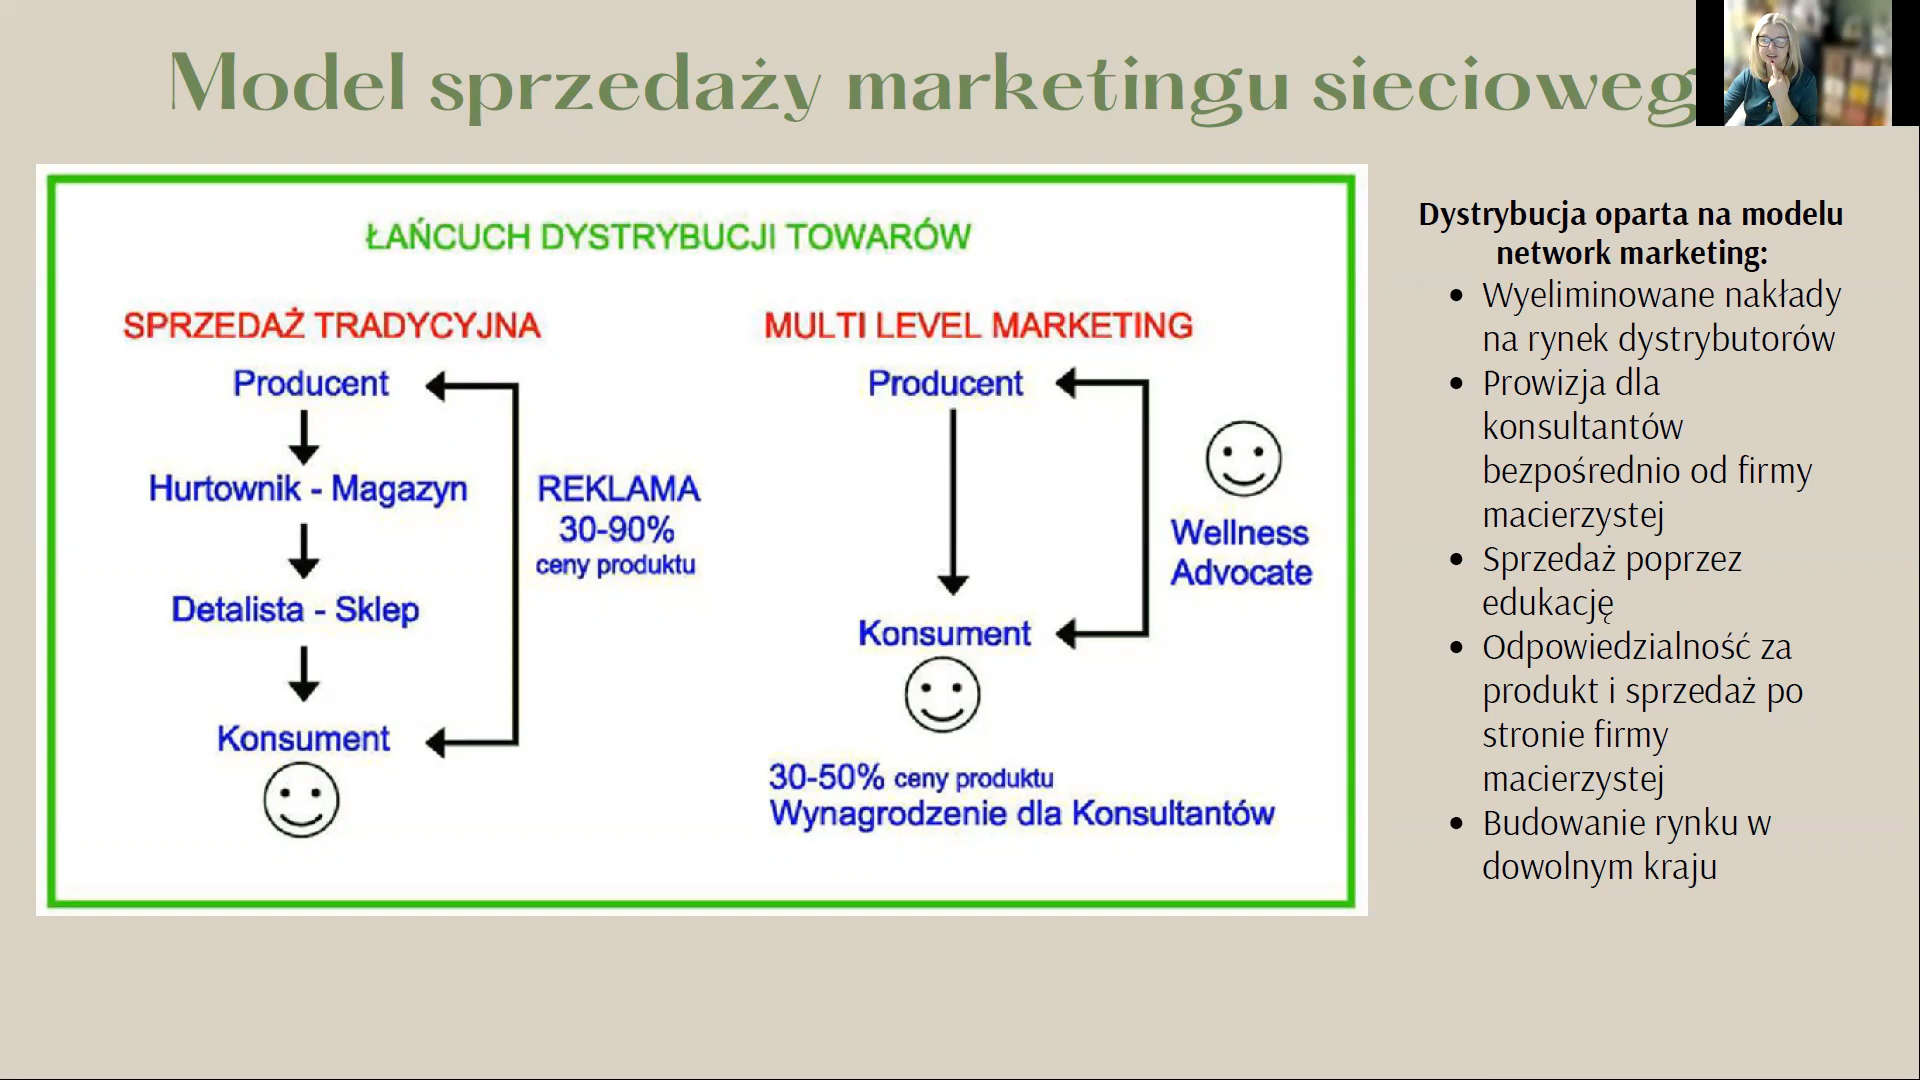 Model sprzedaży marketingu siecioweg
ŁAŃCUCH DYSTRYBUCJI TOWARÓW
SPRZEDAŻ TRADYCYJNA
Producent
Hurtownik - Magazyn
Detalista - Sklep
Konsument
REKLAMA
30-90%
ceny produktu
MULTI LEVEL MARKETING
Producent
Konsument
Wellness
Advocate
30-50% ceny produktu
Wynagrodzenie dla Konsultantów
Dystrybucja oparta na modelu
network marketing:
• Wyeliminowane nakłady
na rynek dystrybutorów
• Prowizja dla
konsultantów
bezpośrednio od firmy
macierzystej
• Sprzedaż poprzez
edukację
• Odpowiedzialność za
produkt i sprzedaż po
stronie firmy
macierzystej
• Budowanie rynku w
dowolnym kraju